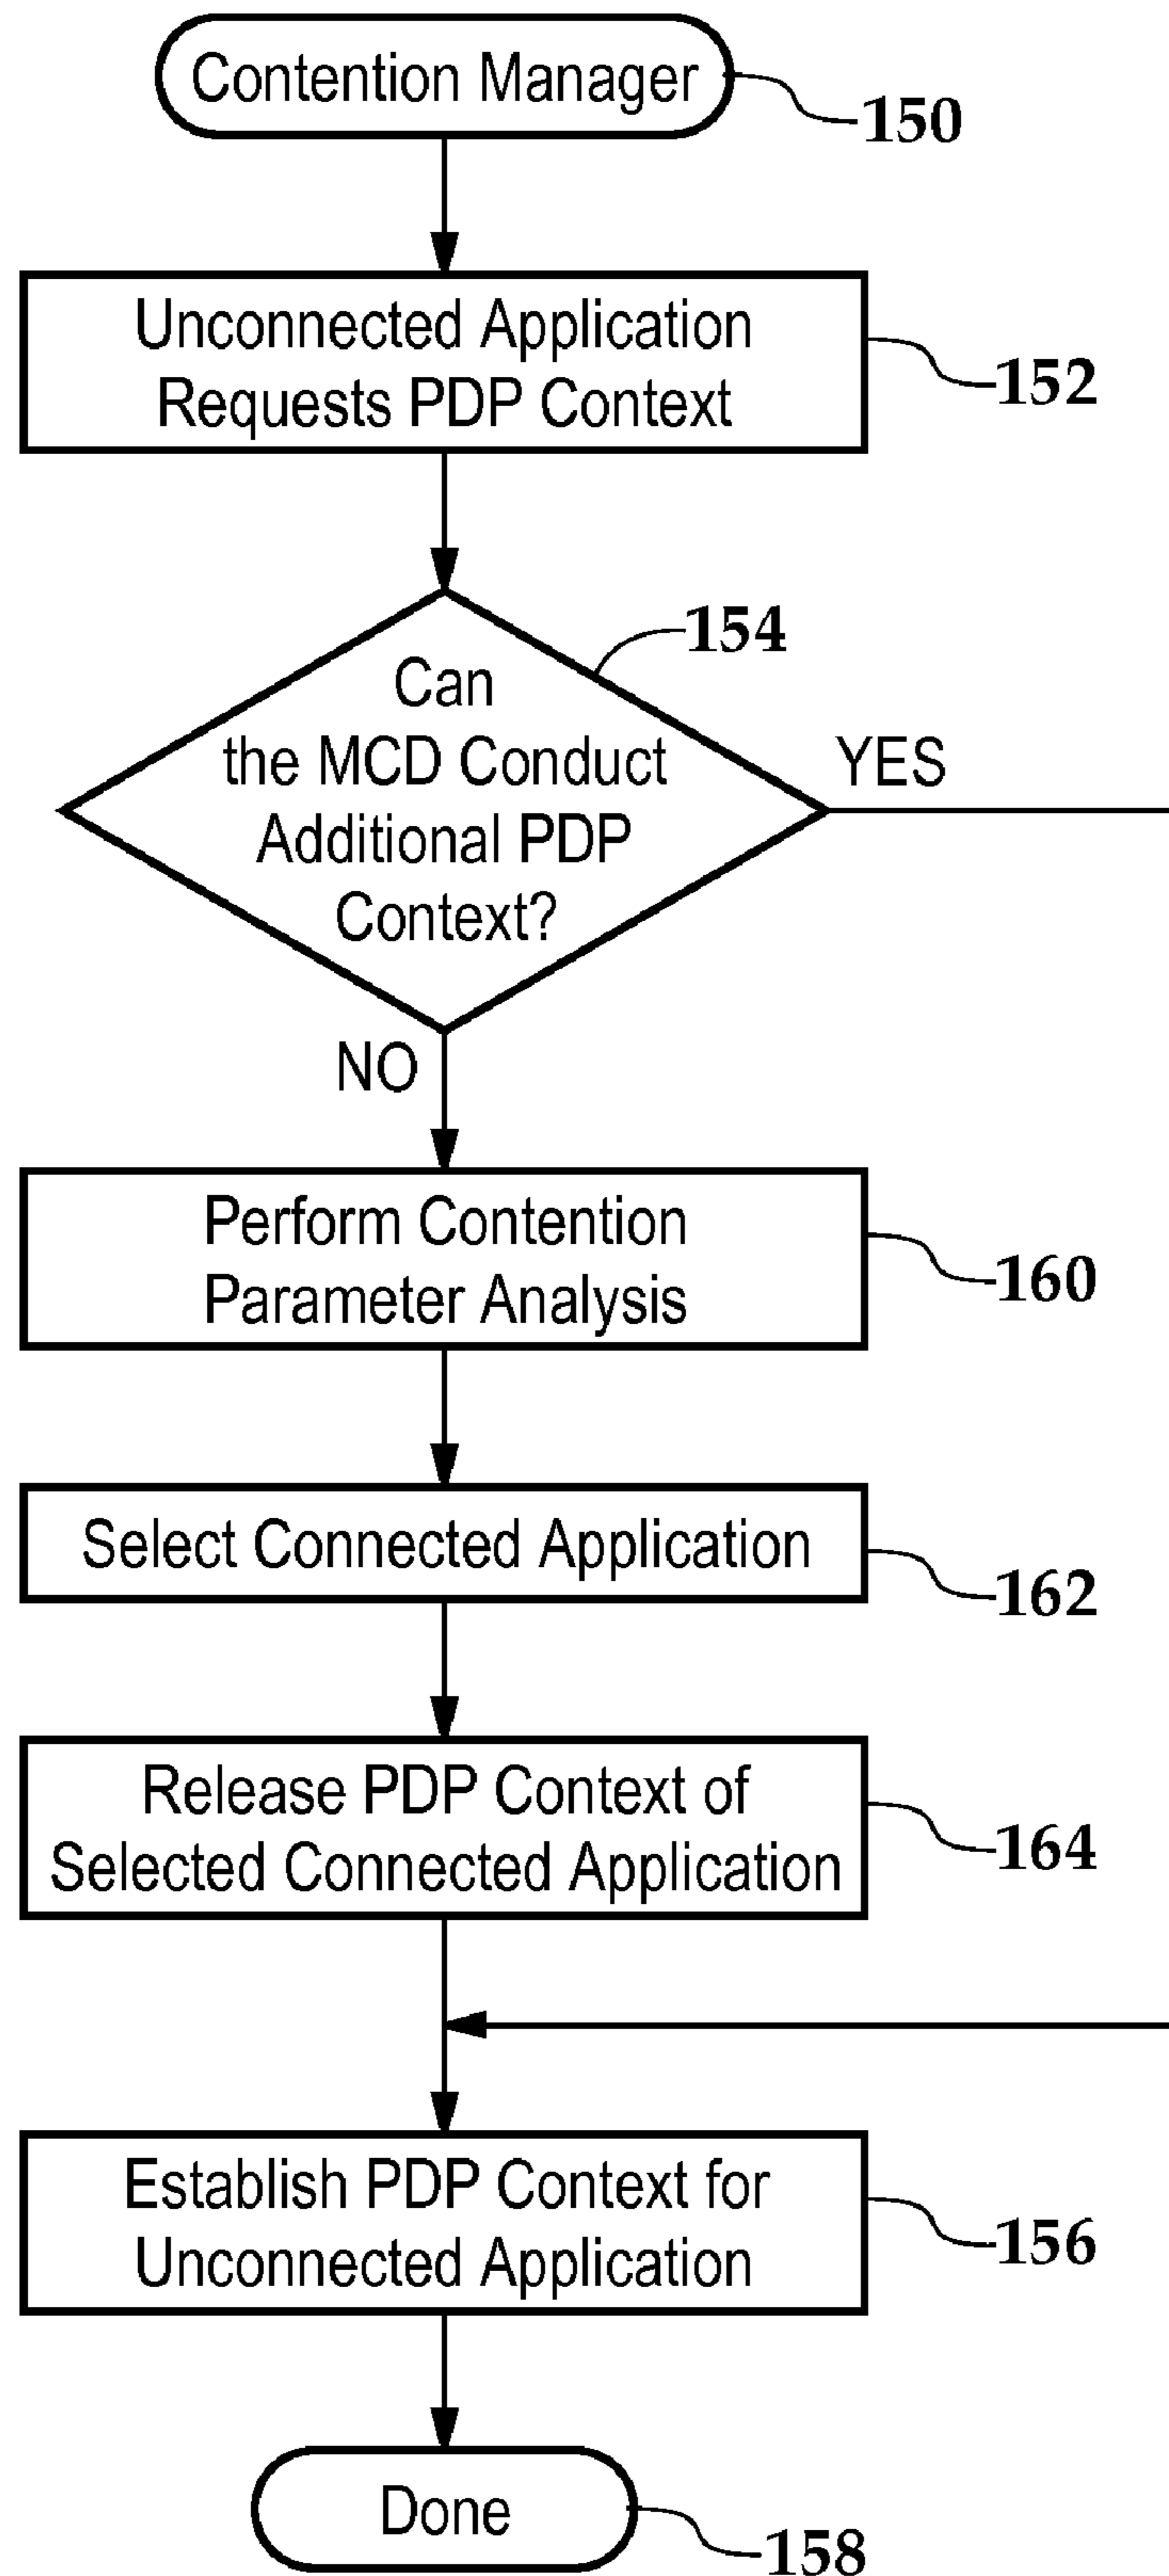 Contention Manager
150
Unconnected Application
Requests PDP Context
152
154
Can
the MCD Conduct
Additional PDP
Context?
YES
NO
Perform Contention
Parameter Analysis
160
Select Connected Application
162
Release PDP Context of
Selected Connected Application
164
Establish PDP Context for
Unconnected Application
156
Done
158